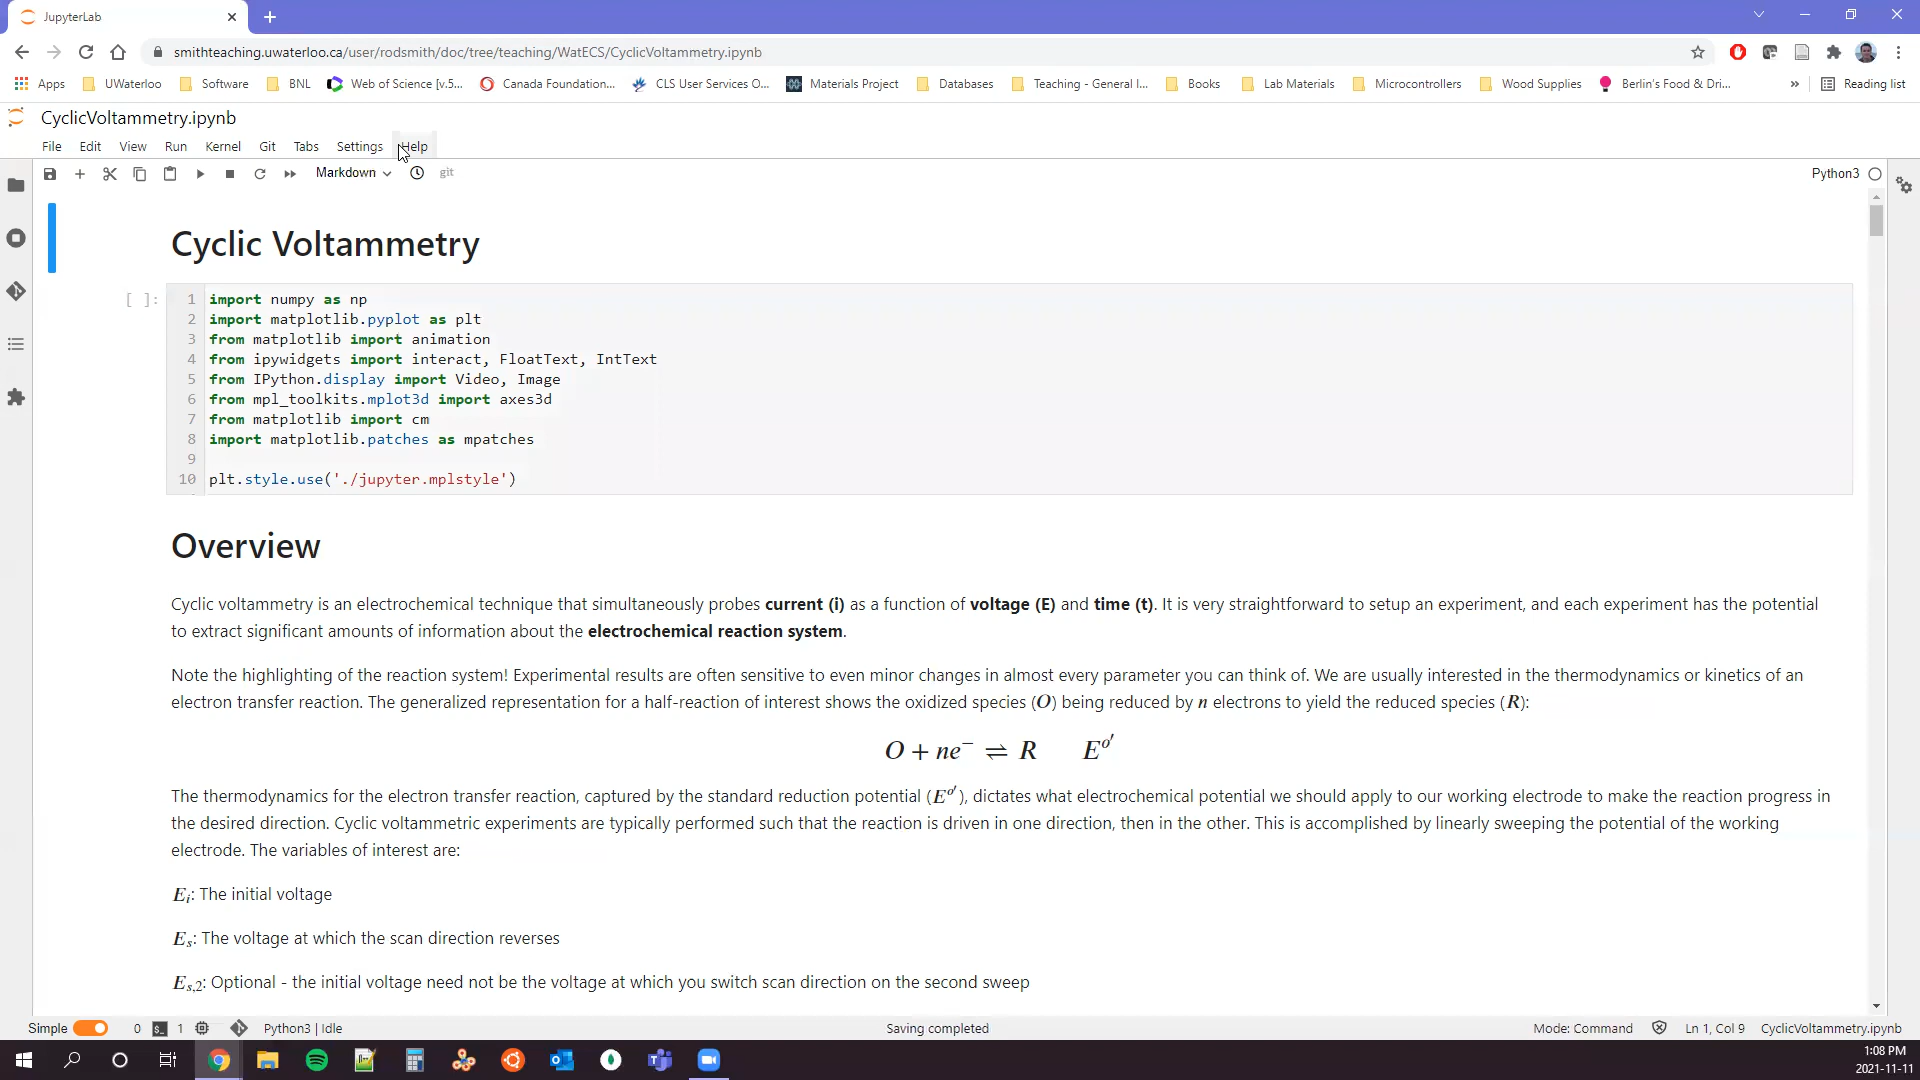 JupyterLab
smithteaching.uwaterloo.ca/user/rodsmith/doc/tree/teaching/WatECS/CyclicVoltammetry.ipynb
Apps UWaterloo Software BNL Web of Science [v.5... Canada Foundation... CLS User Services O... Materials Project Databases Teaching - General I... Books Lab Materials Microcontrollers Wood Supplies Berlin's Food & Dri... » Reading list
CyclicVoltammetry.ipynb
File Edit View Run Kernel Git Tabs Settings Help
Markdown git Python3
Cyclic Voltammetry
[ ]: 1 import numpy as np
2 import matplotlib.pyplot as plt
3 from matplotlib import animation
4 from ipywidgets import interact, FloatText, IntText
5 from IPython.display import Video, Image
6 from mpl_toolkits.mplot3d import axes3d
7 from matplotlib import cm
8 import matplotlib.patches as mpatches
9
10 plt.style.use('./jupyter.mplstyle')
Overview
Cyclic voltammetry is an electrochemical technique that simultaneously probes current (i) as a function of voltage (E) and time (t). It is very straightforward to setup an experiment, and each experiment has the potential
to extract significant amounts of information about the electrochemical reaction system.
Note the highlighting of the reaction system! Experimental results are often sensitive to even minor changes in almost every parameter you can think of. We are usually interested in the thermodynamics or kinetics of an
electron transfer reaction. The generalized representation for a half-reaction of interest shows the oxidized species (O) being reduced by n electrons to yield the reduced species (R):
O + ne⁻ ⇌ R E^{o′}
The thermodynamics for the electron transfer reaction, captured by the standard reduction potential (E^{o′}), dictates what electrochemical potential we should apply to our working electrode to make the reaction progress in
the desired direction. Cyclic voltammetric experiments are typically performed such that the reaction is driven in one direction, then in the other. This is accomplished by linearly sweeping the potential of the working
electrode. The variables of interest are:
E_i: The initial voltage
E_s: The voltage at which the scan direction reverses
E_{s,2}: Optional - the initial voltage need not be the voltage at which you switch scan direction on the second sweep
Simple 0 1 Python3 | Idle Saving completed Mode: Command Ln 1, Col 9 CyclicVoltammetry.ipynb
1:08 PM
2021-11-11